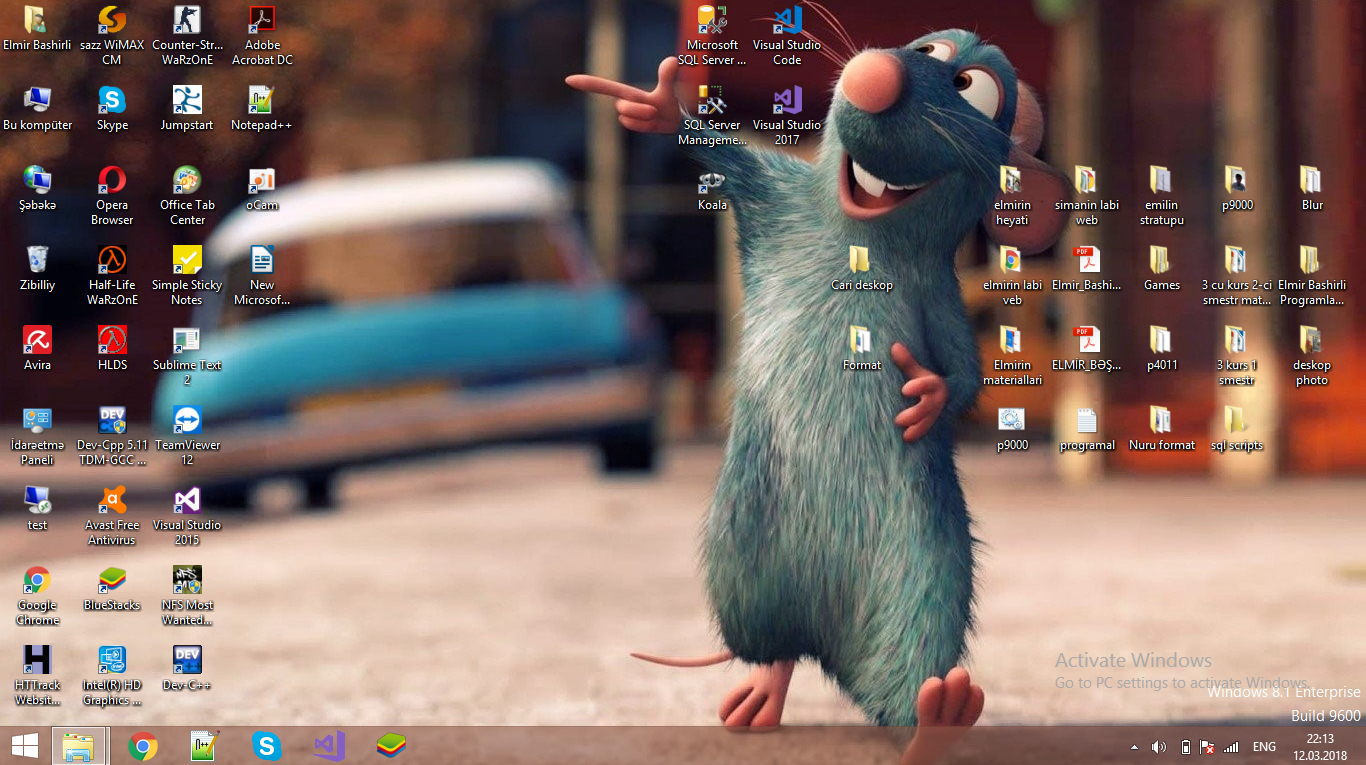 Elmir Bashirli
sazz WiMAX
CM
Counter-Str...
WaRzOnE
Adobe
Acrobat DC
Microsoft
SQL Server ...
Visual Studio
Code
Bu kompüter
Skype
Jumpstart
Notepad++
SQL Server
Manageme...
Visual Studio
2017
Şəbəkə
Opera
Browser
Office Tab
Center
oCam
Koala
elmirin
heyati
simanin labi
web
emilin
stratupu
p9000
Blur
Zibilliy
Half-Life
WaRzOnE
Simple Sticky
Notes
New
Microsof...
Cari deskop
elmirin labi
veb
PDF
Elmir_Bashi...
Games
3 cu kurs 2-ci
smestr mat...
Elmir Bashirli
Programla...
Avira
HLDS
Sublime Text
2
Format
Elmirin
materiallari
PDF
ELMİR_BƏŞ...
p4011
3 kurs 1
smestr
deskop
photo
İdarəetmə
Paneli
DEV
Dev-Cpp 5.11
TDM-GCC ...
TeamViewer
12
p9000
programal
Nuru format
sql scripts
test
Avast Free
Antivirus
Visual Studio
2015
Google
Chrome
BlueStacks
NFS Most
Wanted...
HTTrack
Websit...
Intel(R) HD
Graphics ...
DEV
Dev-C++
Activate Windows
Go to PC settings to activate Windows.
Windows 8.1 Enterprise
Build 9600
ENG
22:13
12.03.2018